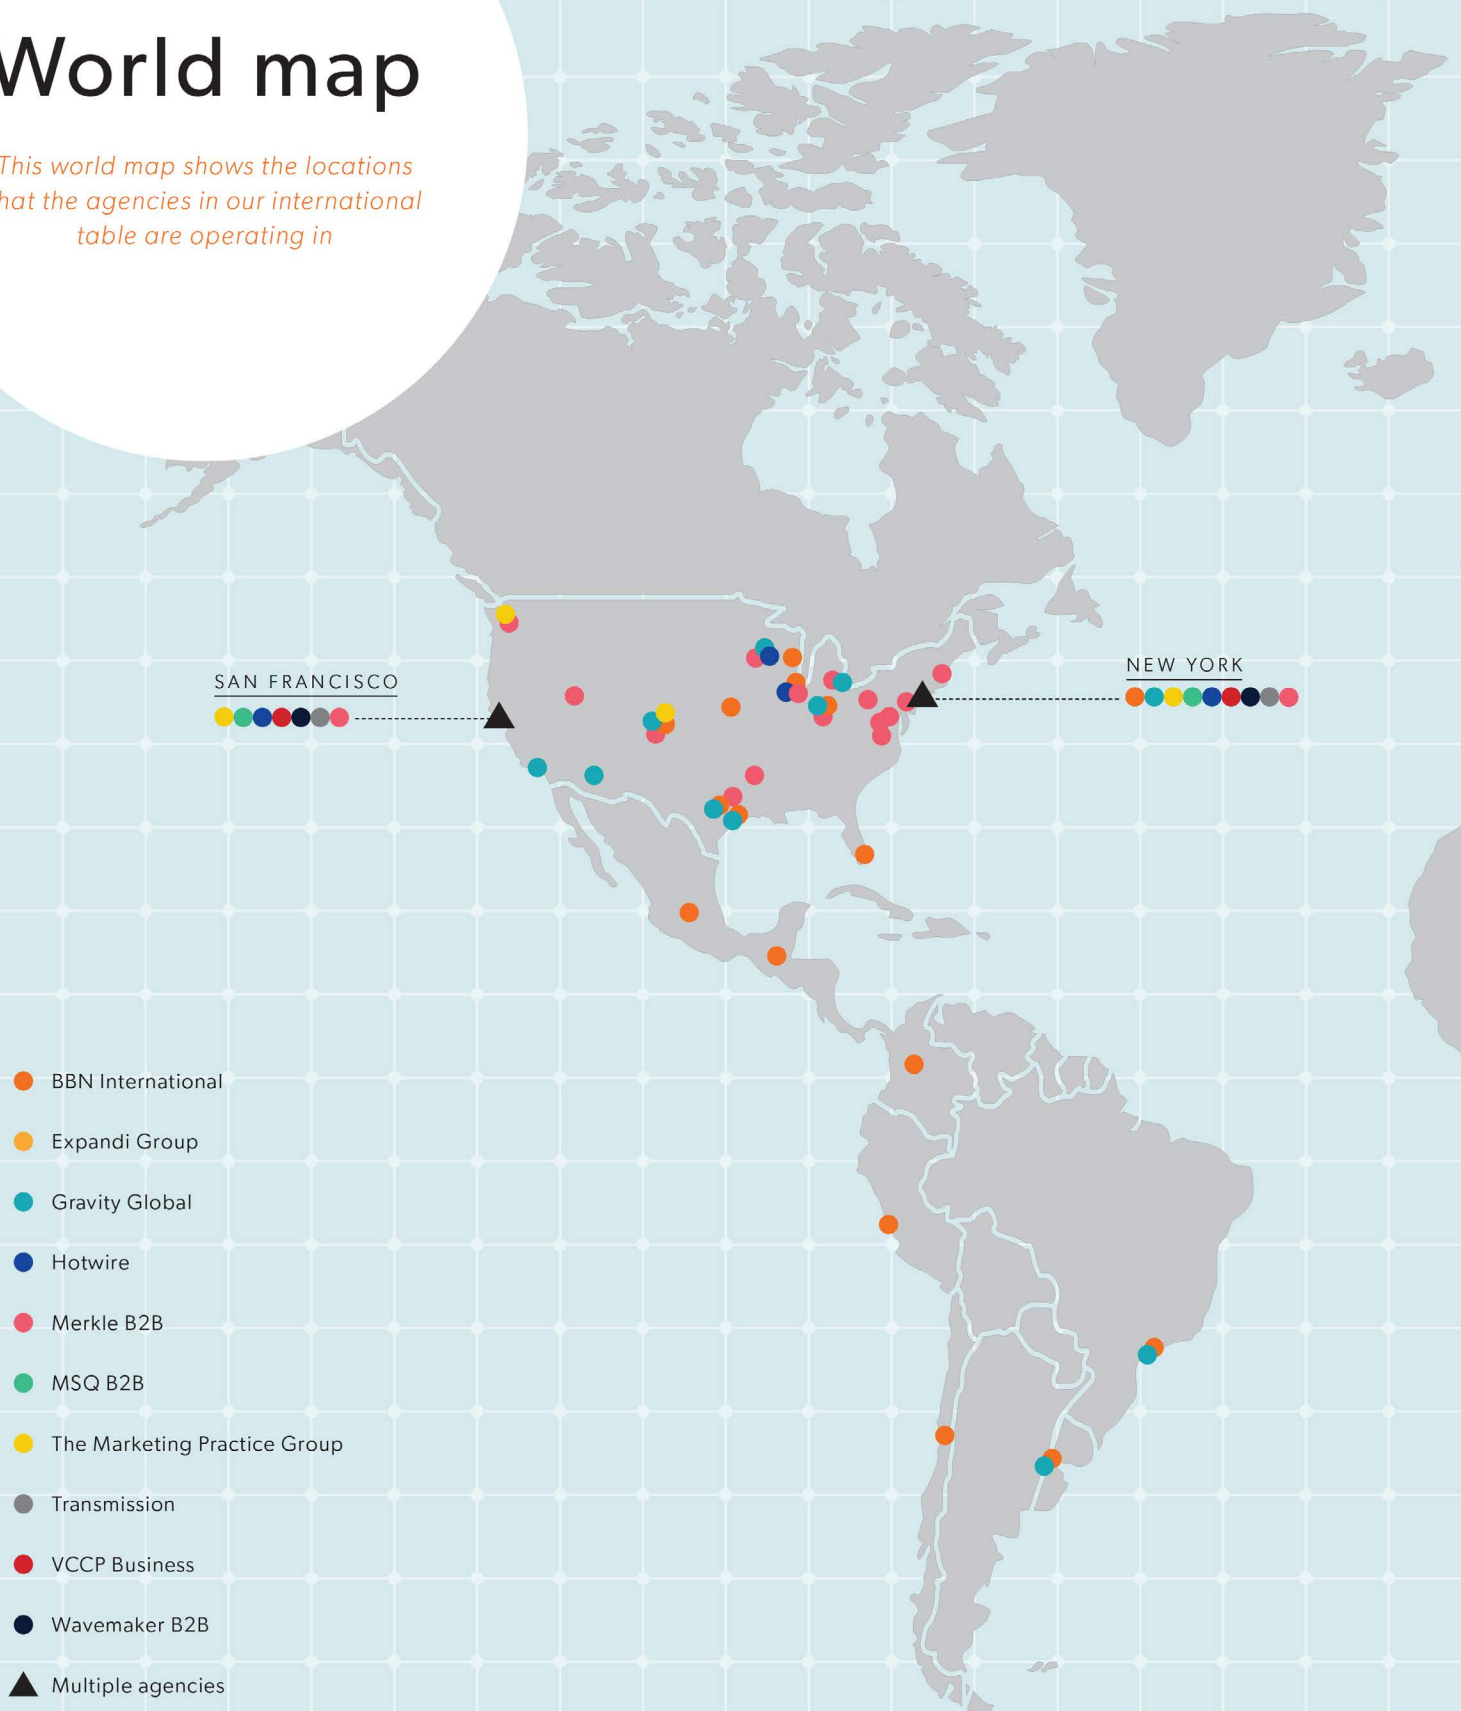 World map
This world map shows the locations
hat the agencies in our international
table are operating in
SAN FRANCISCO
NEW YORK
BBN International
Expandi Group
Gravity Global
Hotwire
Merkle B2B
MSQ B2B
The Marketing Practice Group
Transmission
VCCP Business
Wavemaker B2B
Multiple agencies